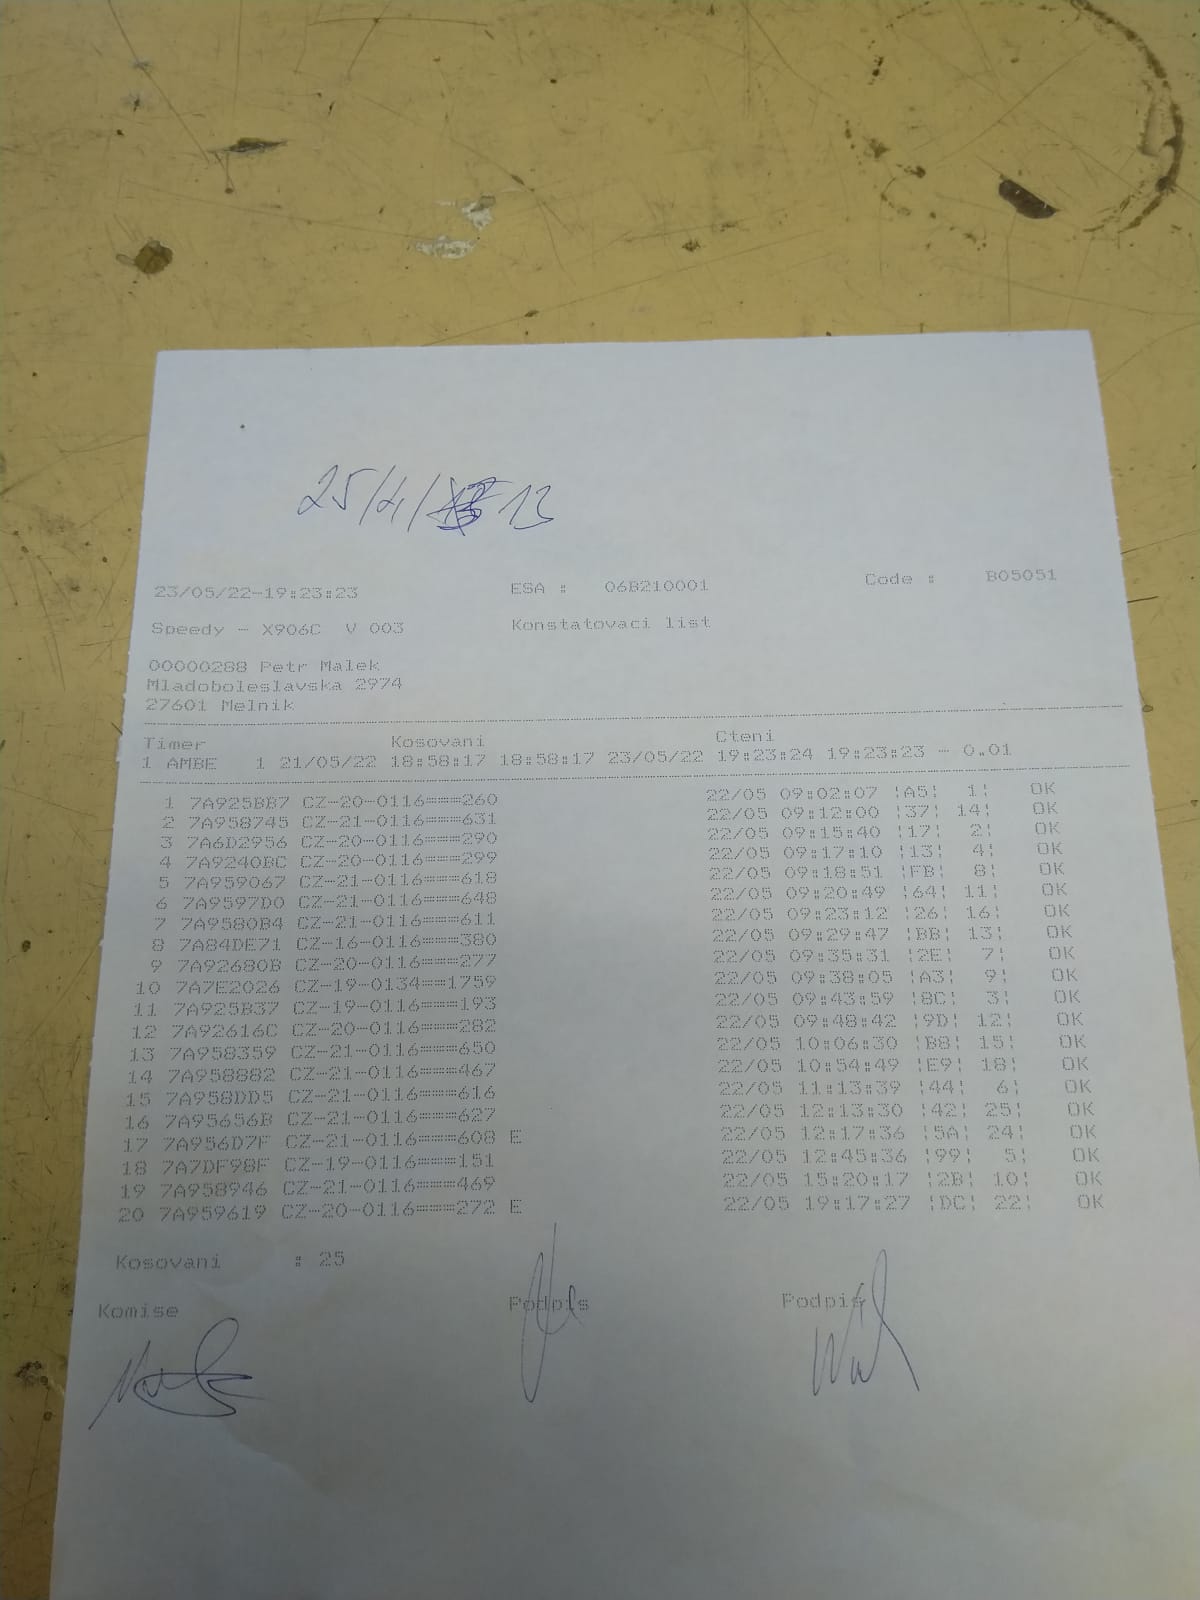 25/4/ 13
23/05/22-19:23:23 ESA : 06B210001 Code : B05051
Speedy - X906C V 003 Konstatovaci list
00000288 Petr Malek
Mladoboleslavska 2974
27601 Melnik
Timer Kosovani Cteni
1 AMBE 1 21/05/22 18:58:17 18:58:17 23/05/22 19:23:24 19:23:23 - 0.01
1 7A925BB7 CZ-20-0116===260 22/05 09:02:07 ¦A5¦ 1¦ OK
2 7A958745 CZ-21-0116===631 22/05 09:12:00 ¦37¦ 14¦ OK
3 7A6D2956 CZ-20-0116===290 22/05 09:15:40 ¦17¦ 2¦ OK
4 7A9240BC CZ-20-0116===299 22/05 09:17:10 ¦13¦ 4¦ OK
5 7A959067 CZ-21-0116===618 22/05 09:18:51 ¦FB¦ 8¦ OK
6 7A9597D0 CZ-21-0116===648 22/05 09:20:49 ¦64¦ 11¦ OK
7 7A9580B4 CZ-21-0116===611 22/05 09:23:12 ¦26¦ 16¦ OK
8 7A84DE71 CZ-16-0116===380 22/05 09:29:47 ¦BB¦ 13¦ OK
9 7A92680B CZ-20-0116===277 22/05 09:35:31 ¦2E¦ 7¦ OK
10 7A7E2026 CZ-19-0134==1759 22/05 09:38:05 ¦A3¦ 9¦ OK
11 7A925B37 CZ-19-0116===193 22/05 09:43:59 ¦8C¦ 3¦ OK
12 7A92616C CZ-20-0116===282 22/05 09:48:42 ¦9D¦ 12¦ OK
13 7A958359 CZ-21-0116===650 22/05 10:06:30 ¦B8¦ 15¦ OK
14 7A958882 CZ-21-0116===467 22/05 10:54:49 ¦E9¦ 18¦ OK
15 7A958DD5 CZ-21-0116===616 22/05 11:13:39 ¦44¦ 6¦ OK
16 7A95656B CZ-21-0116===627 22/05 12:13:30 ¦42¦ 25¦ OK
17 7A956D7F CZ-21-0116===608 E 22/05 12:17:36 ¦5A¦ 24¦ OK
18 7A7DF98F CZ-19-0116===151 22/05 12:45:36 ¦99¦ 5¦ OK
19 7A958946 CZ-21-0116===469 22/05 15:20:17 ¦2B¦ 10¦ OK
20 7A959619 CZ-20-0116===272 E 22/05 19:17:27 ¦DC¦ 22¦ OK
Kosovani : 25
Komise Podpis Podpis